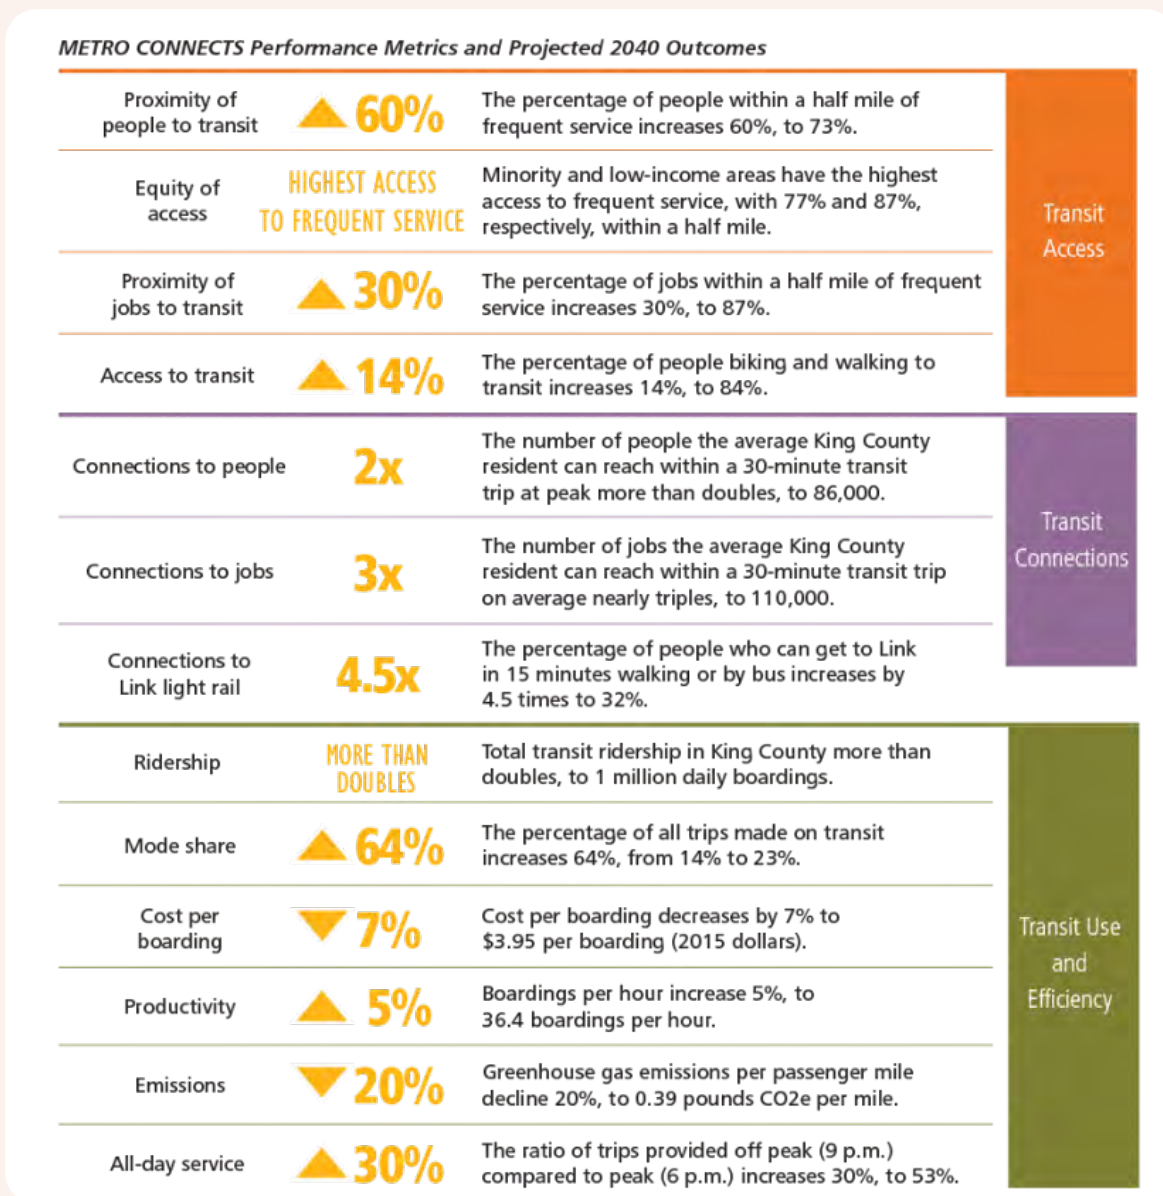 METRO CONNECTS Performance Metrics and Projected 2040 Outcomes
Proximity of
people to transit
60%
The percentage of people within a half mile of
frequent service increases 60%, to 73%.
Equity of
access
HIGHEST ACCESS
TO FREQUENT SERVICE
Minority and low-income areas have the highest
access to frequent service, with 77% and 87%,
respectively, within a half mile.
Proximity of
jobs to transit
30%
The percentage of jobs within a half mile of frequent
service increases 30%, to 87%.
Access to transit
14%
The percentage of people biking and walking to
transit increases 14%, to 84%.
Transit
Access
Connections to people
2x
The number of people the average King County
resident can reach within a 30-minute transit
trip at peak more than doubles, to 86,000.
Connections to jobs
3x
The number of jobs the average King County
resident can reach within a 30-minute transit trip
on average nearly triples, to 110,000.
Connections to
Link light rail
4.5x
The percentage of people who can get to Link
in 15 minutes walking or by bus increases by
4.5 times to 32%.
Transit
Connections
Ridership
MORE THAN
DOUBLES
Total transit ridership in King County more than
doubles, to 1 million daily boardings.
Mode share
64%
The percentage of all trips made on transit
increases 64%, from 14% to 23%.
Cost per
boarding
7%
Cost per boarding decreases by 7% to
$3.95 per boarding (2015 dollars).
Productivity
5%
Boardings per hour increase 5%, to
36.4 boardings per hour.
Emissions
20%
Greenhouse gas emissions per passenger mile
decline 20%, to 0.39 pounds CO2e per mile.
All-day service
30%
The ratio of trips provided off peak (9 p.m.)
compared to peak (6 p.m.) increases 30%, to 53%.
Transit Use
and
Efficiency